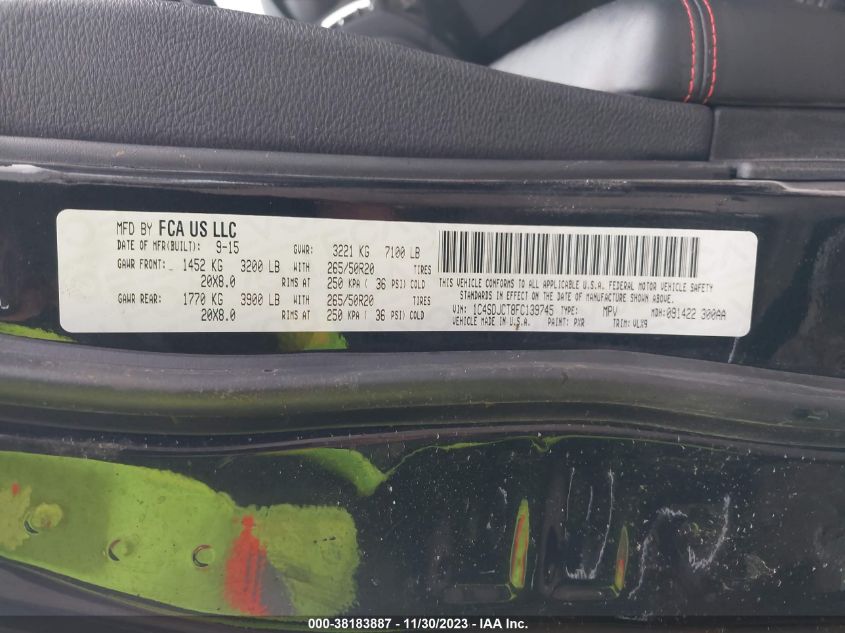 MFD BY FCA US LLC
DATE OF MFR(BUILT): 9-15 GVWR: 3221 KG 7100 LB
GAWR FRONT: 1452 KG 3200 LB WITH 265/50R20 TIRES
20X8.0 RIMS AT 250 KPA ( 36 PSI) COLD
GAWR REAR: 1770 KG 3900 LB WITH 265/50R20 TIRES
20X8.0 RIMS AT 250 KPA ( 36 PSI) COLD
THIS VEHICLE CONFORMS TO ALL APPLICABLE U.S.A. FEDERAL MOTOR VEHICLE SAFETY
STANDARDS IN EFFECT ON THE DATE OF MANUFACTURE SHOWN ABOVE.
VIN: 1C4SDJCT8FC139745 TYPE: MPV MDH: 091422 300AA
VEHICLE MADE IN U.S.A. PAINT: PXR TRIM: VLX9
000-38183887 - 11/30/2023 - IAA Inc.